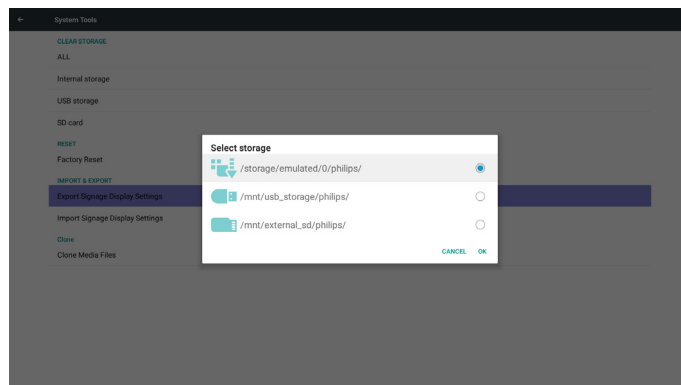 System Tools
CLEAR STORAGE
ALL
Internal storage
USB storage
SD card
RESET
Factory Reset
IMPORT & EXPORT
Export Signage Display Settings
Import Signage Display Settings
Clone
Clone Media Files
Select storage
/storage/emulated/0/philips/
/mnt/usb_storage/philips/
/mnt/external_sd/philips/
CANCEL OK